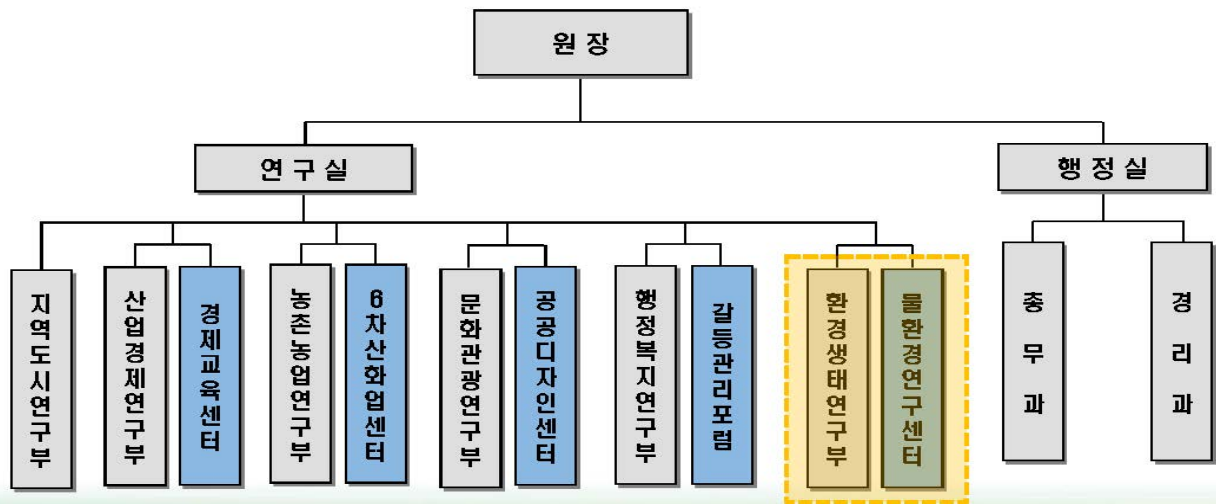 원장
연구실
행정실
지역도시연구부
산업경제연구부
경제교육센터
농촌농업연구부
6차산화업센터
문화관광연구부
공공디자인센터
행정복지연구부
갈등관리포럼
환경생태연구부
물환경연구센터
총무과
경리과